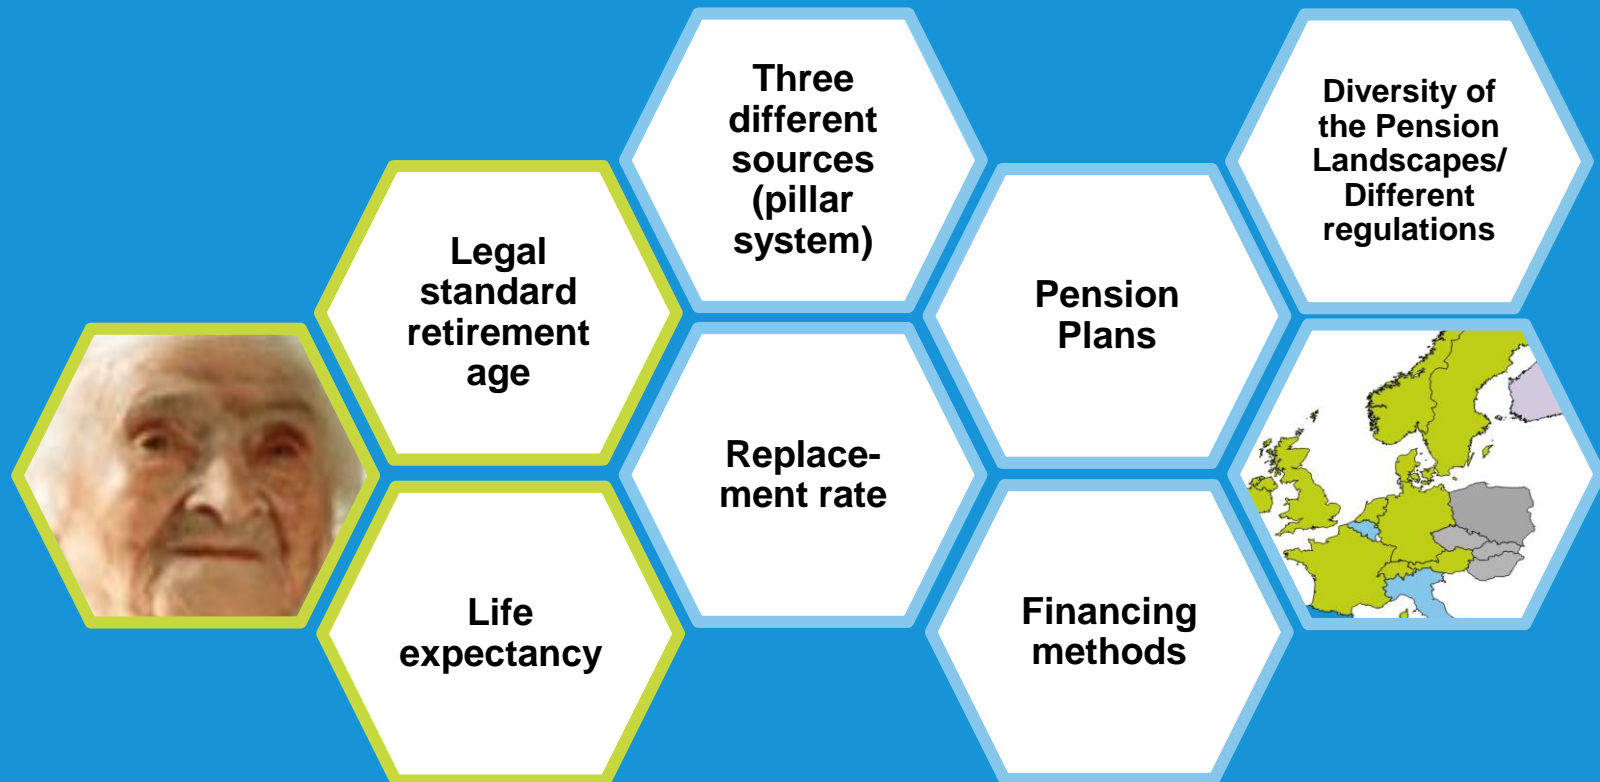 Three
different
sources
(pillar
system)
Diversity of
the Pension
Landscapes/
Different
regulations
Legal
standard
retirement
age
Pension
Plans
Replace-
ment rate
Life
expectancy
Financing
methods